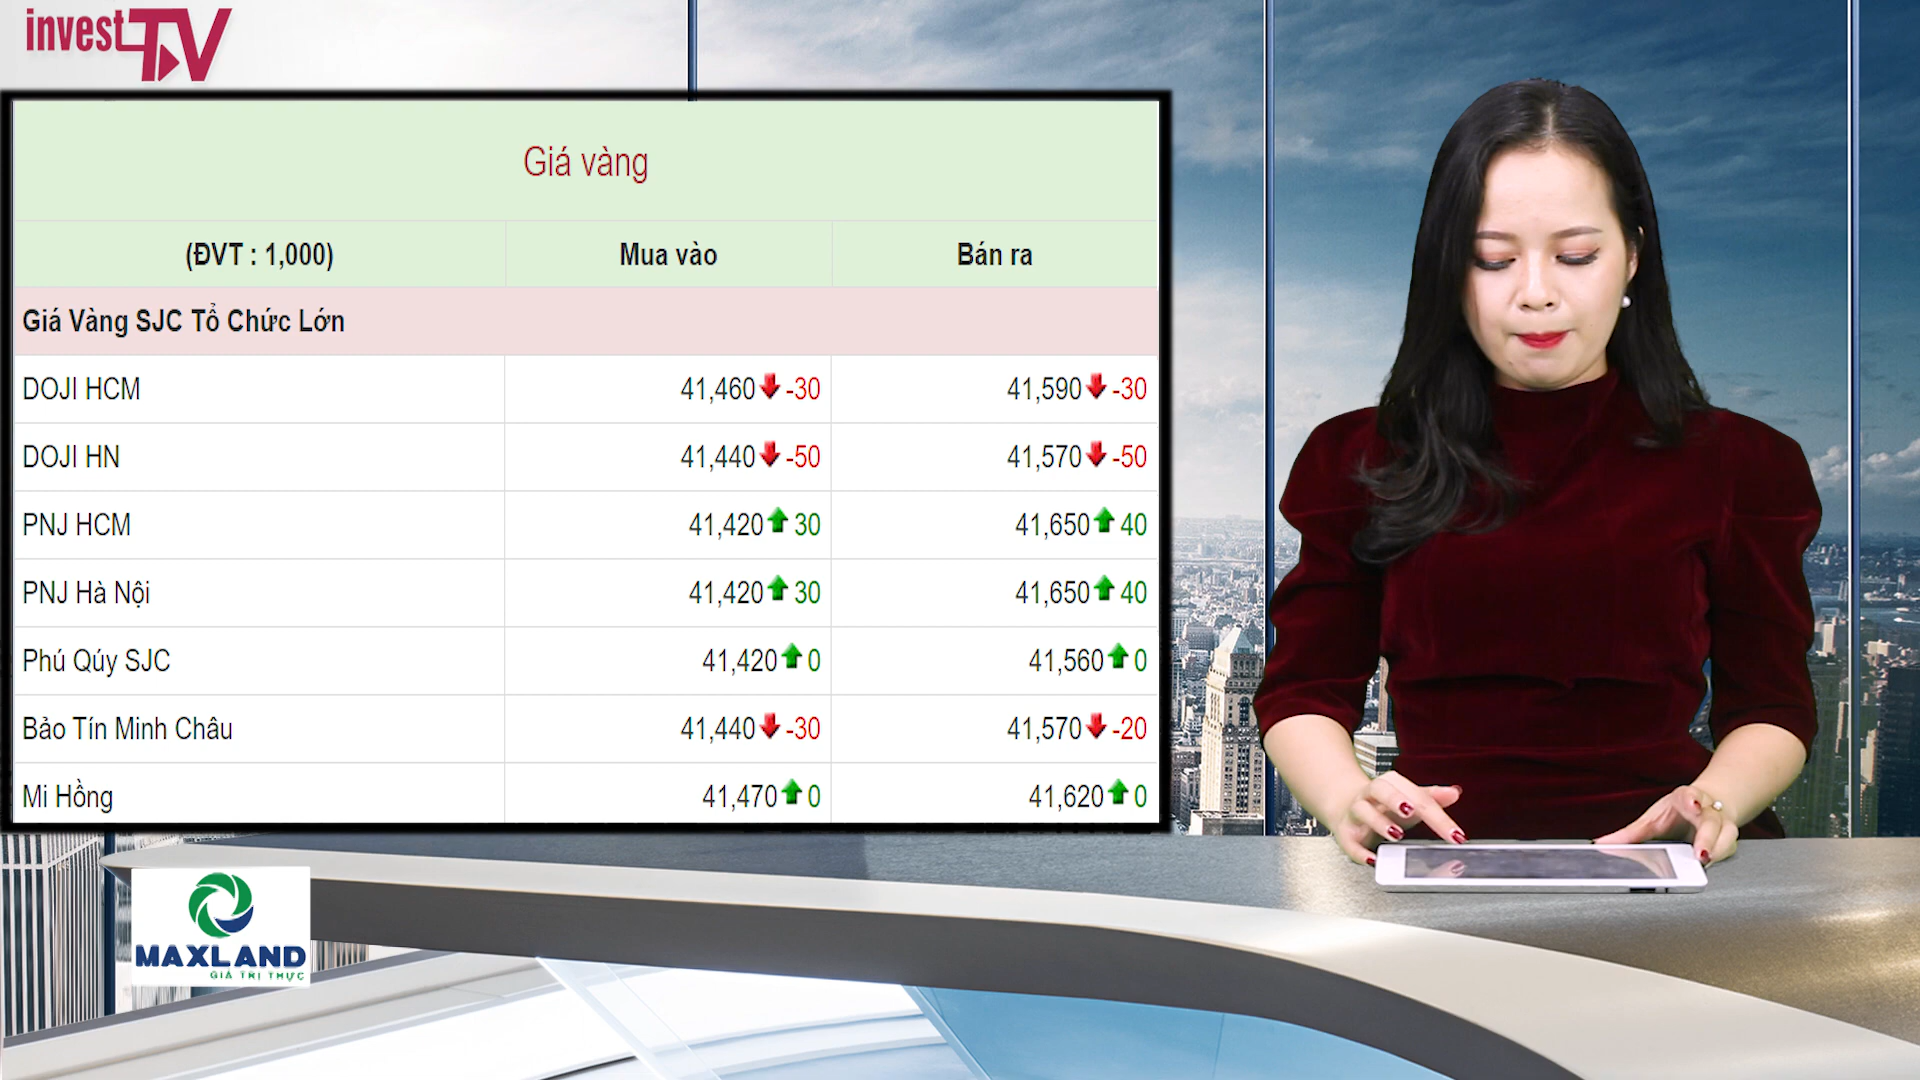 invest TV
Giá vàng
(ĐVT : 1,000) Mua vào Bán ra
Giá Vàng SJC Tổ Chức Lớn
DOJI HCM 41,460 -30 41,590 -30
DOJI HN 41,440 -50 41,570 -50
PNJ HCM 41,420 30 41,650 40
PNJ Hà Nội 41,420 30 41,650 40
Phú Qúy SJC 41,420 0 41,560 0
Bảo Tín Minh Châu 41,440 -30 41,570 -20
Mi Hồng 41,470 0 41,620 0
MAXLAND
GIÁ TRỊ THỰC